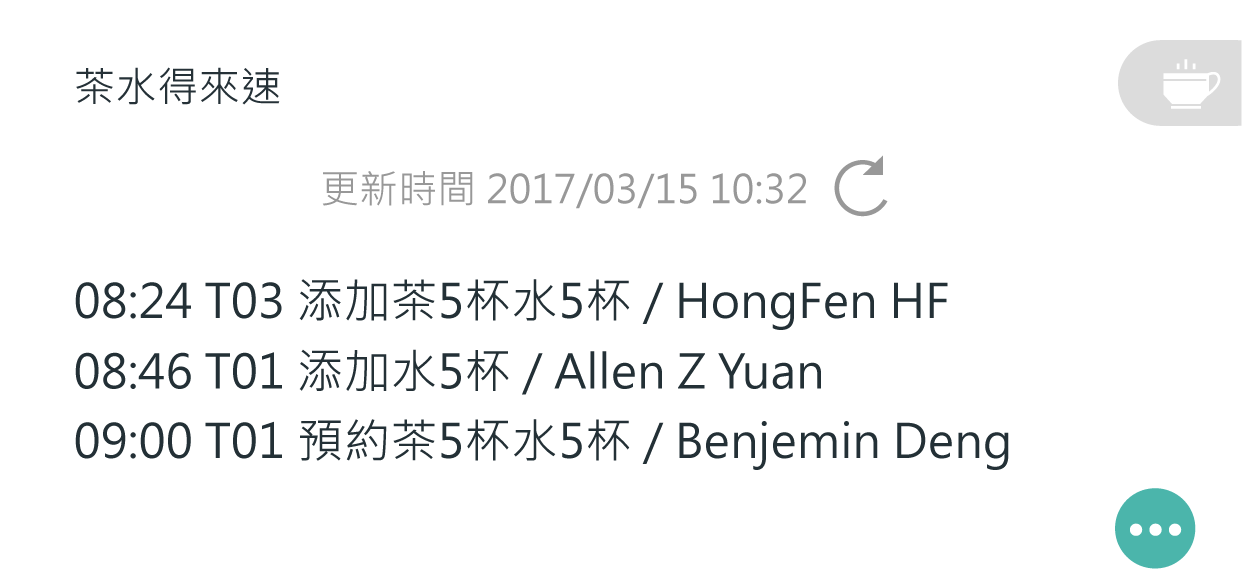 茶水得來速
更新時間 2017/03/15 10:32
08:24 T03 添加茶5杯水5杯 / HongFen HF
08:46 T01 添加水5杯 / Allen Z Yuan
09:00 T01 預約茶5杯水5杯 / Benjemin Deng